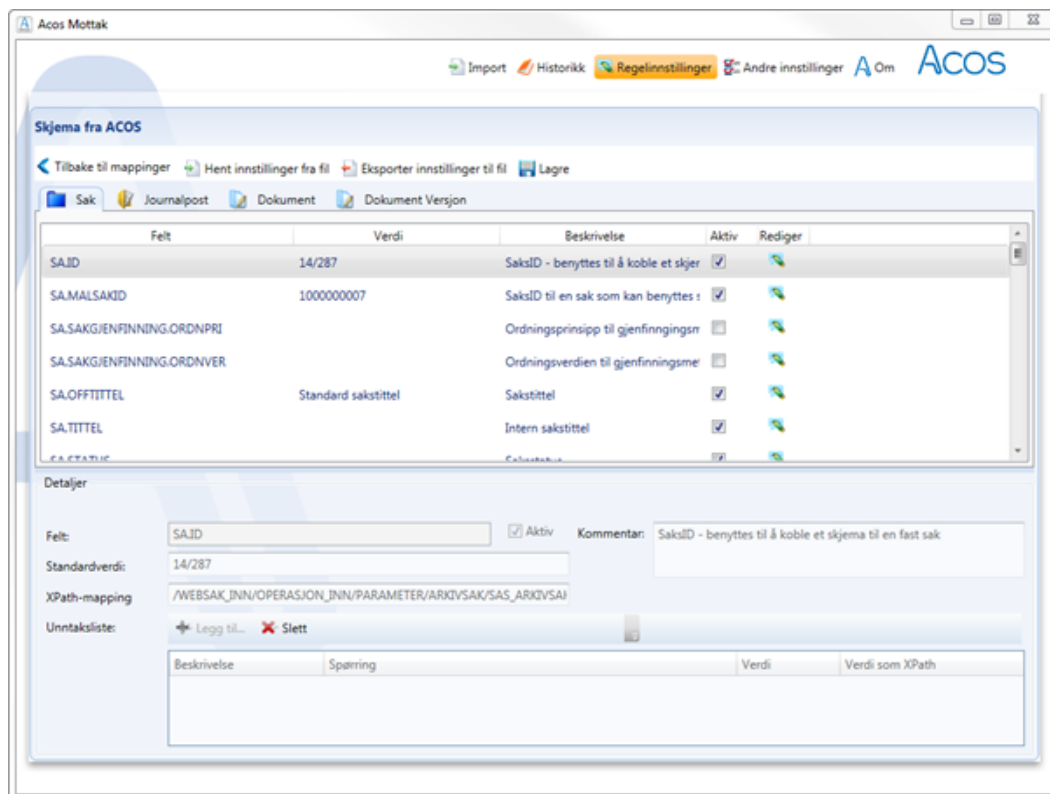 Acos Mottak
Import Historikk Regelinnstillinger Andre innstillinger Om ACOS
Skjema fra ACOS
Tilbake til mappinger Hent innstillinger fra fil Eksporter innstillinger til fil Lagre
Sak Journalpost Dokument Dokument Versjon
Felt Verdi Beskrivelse Aktiv Rediger
SA.ID 14/287 SaksID - benyttes til å koble et skjer
SA.MALSAKID 1000000007 SaksID til en sak som kan benyttes s
SA.SAKGJENFINNING.ORDNPRI Ordningsprinsipp til gjenfinngingsm
SA.SAKGJENFINNING.ORDNVER Ordningsverdien til gjenfinningsme
SA.OFFTITTEL Standard sakstittel Sakstittel
SA.TITTEL Intern sakstittel
SA.STATUS Saksstatus
Detaljer
Felt: SA.ID Aktiv Kommentar: SaksID - benyttes til å koble et skjema til en fast sak
Standardverdi: 14/287
XPath-mapping /WEBSAK_INN/OPERASJON_INN/PARAMETER/ARKIVSAK/SAS_ARKIVSAK
Unntaksliste: Legg til... Slett
Beskrivelse Spørring Verdi Verdi som XPath